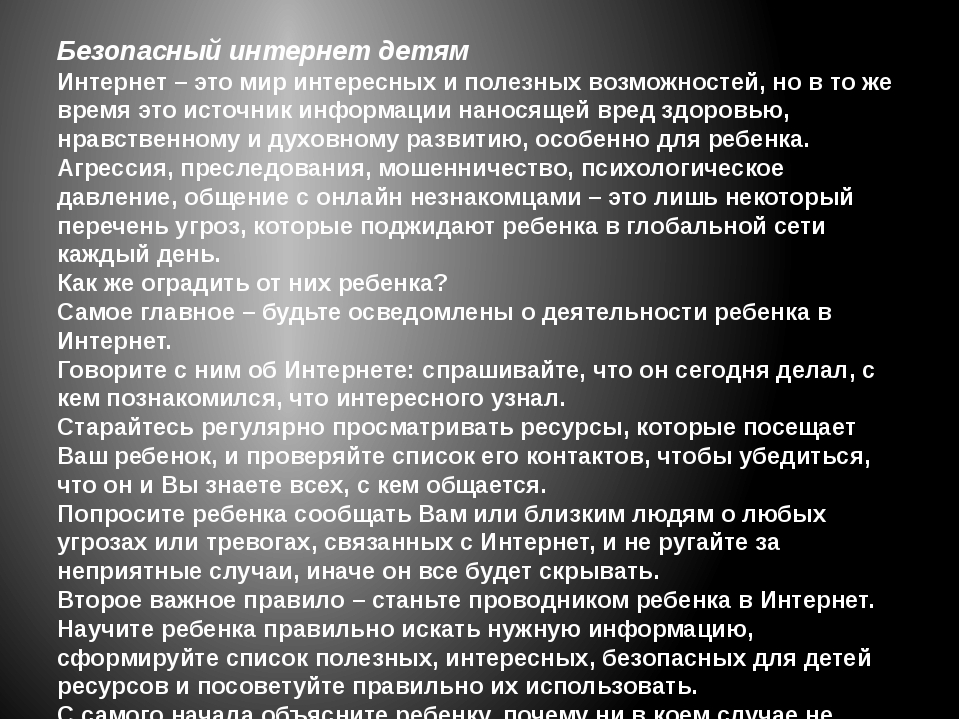 Безопасный интернет детям
Интернет – это мир интересных и полезных возможностей, но в то же
время это источник информации наносящей вред здоровью,
нравственному и духовному развитию, особенно для ребенка.
Агрессия, преследования, мошенничество, психологическое
давление, общение с онлайн незнакомцами – это лишь некоторый
перечень угроз, которые поджидают ребенка в глобальной сети
каждый день.
Как же оградить от них ребенка?
Самое главное – будьте осведомлены о деятельности ребенка в
Интернет.
Говорите с ним об Интернете: спрашивайте, что он сегодня делал, с
кем познакомился, что интересного узнал.
Старайтесь регулярно просматривать ресурсы, которые посещает
Ваш ребенок, и проверяйте список его контактов, чтобы убедиться,
что он и Вы знаете всех, с кем общается.
Попросите ребенка сообщать Вам или близким людям о любых
угрозах или тревогах, связанных с Интернет, и не ругайте за
неприятные случаи, иначе он все будет скрывать.
Второе важное правило – станьте проводником ребенка в Интернет.
Научите ребенка правильно искать нужную информацию,
сформируйте список полезных, интересных, безопасных для детей
ресурсов и посоветуйте правильно их использовать.
С самого начала объясните ребенку, почему ни в коем случае не